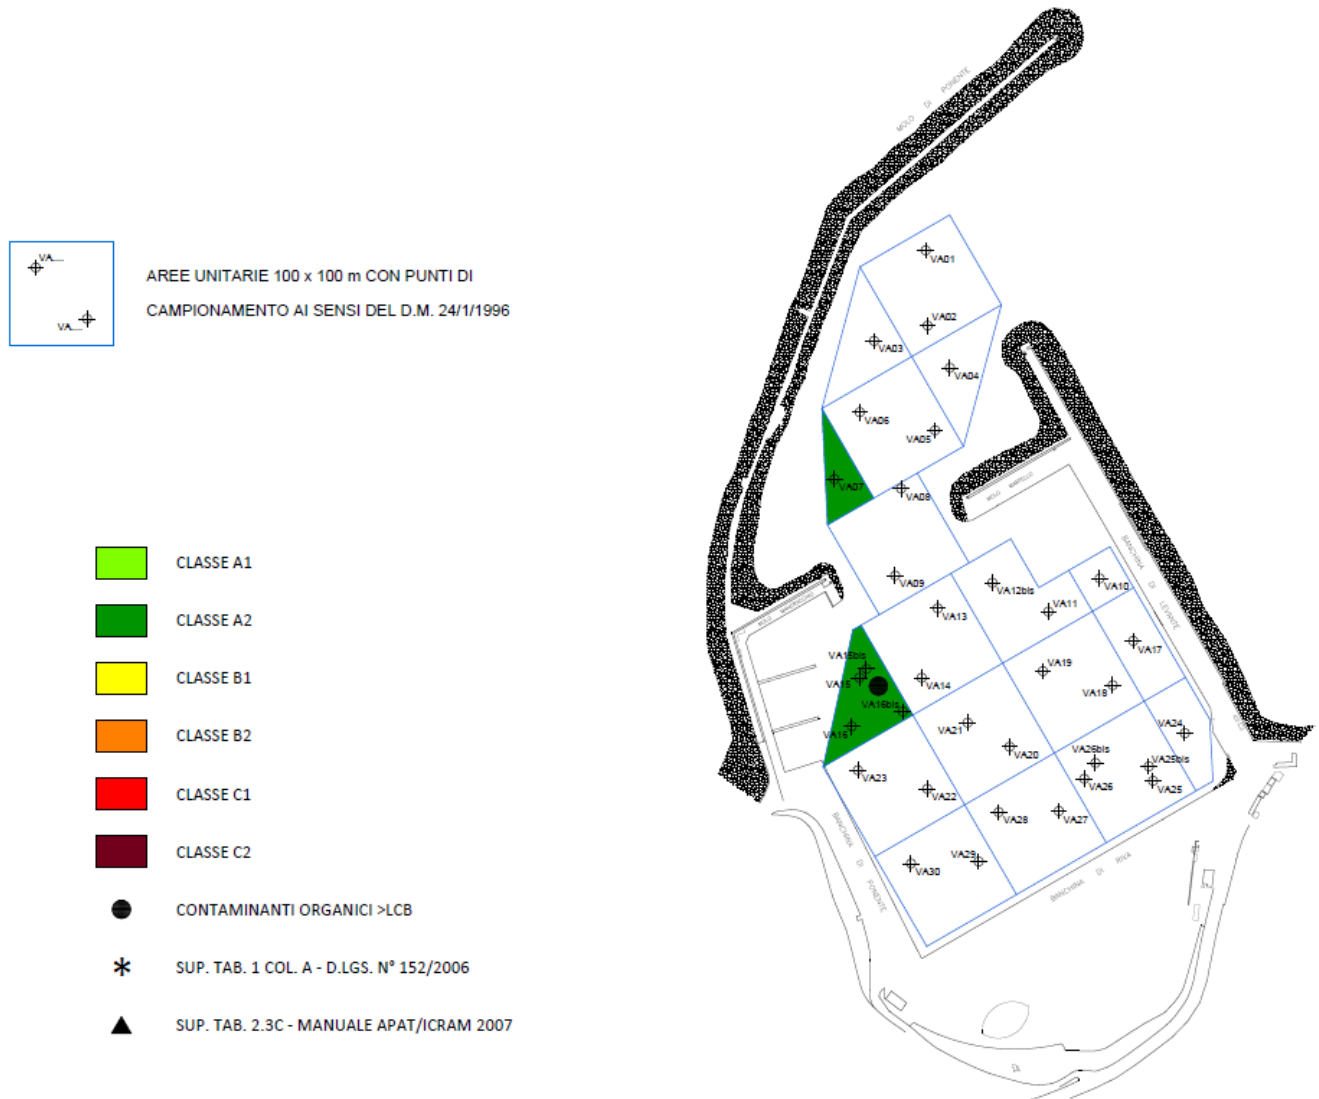 MOLO DI PONENTE
VA....
VA....
AREE UNITARIE 100 x 100 m CON PUNTI DI
CAMPIONAMENTO AI SENSI DEL D.M. 24/1/1996
VA01
VA02
VA03
VA04
VA06
VA05
VA07
VA08
MOLO MARTELLO
BANCHINA DI LEVANTE
VA09
VA12bis
VA10
VA11
VA13
VA17
VA15bis
VA15
VA14
VA19
VA18
VA16bis
VA16
VA21
VA20
VA24
VA23
VA22
VA26bis
VA25bis
VA26
VA25
VA28
VA27
VA29
VA30
BANCHINA DI PONENTE
BANCHINA DI RIVA
CLASSE A1
CLASSE A2
CLASSE B1
CLASSE B2
CLASSE C1
CLASSE C2
CONTAMINANTI ORGANICI >LCB
SUP. TAB. 1 COL. A - D.LGS. N° 152/2006
SUP. TAB. 2.3C - MANUALE APAT/ICRAM 2007